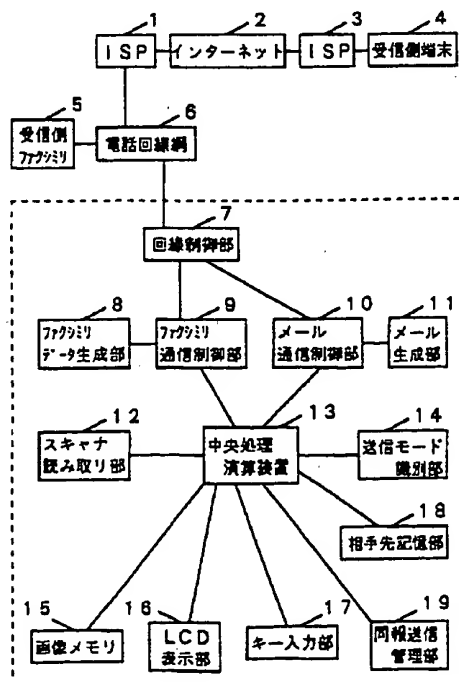 1
2
3
4
ISP
インターネット
ISP
受信側端末
5
6
受信側
ファクシミリ
電話回線網
7
回線制御部
8
9
10
11
ファクシミリ
データ生成部
ファクシミリ
通信制御部
メール
通信制御部
メール
生成部
12
13
14
スキャナ
読み取り部
中央処理
演算装置
送信モード
識別部
18
相手先記憶部
15
16
17
19
画像メモリ
LCD
表示部
キー入力部
同報送信
管理部